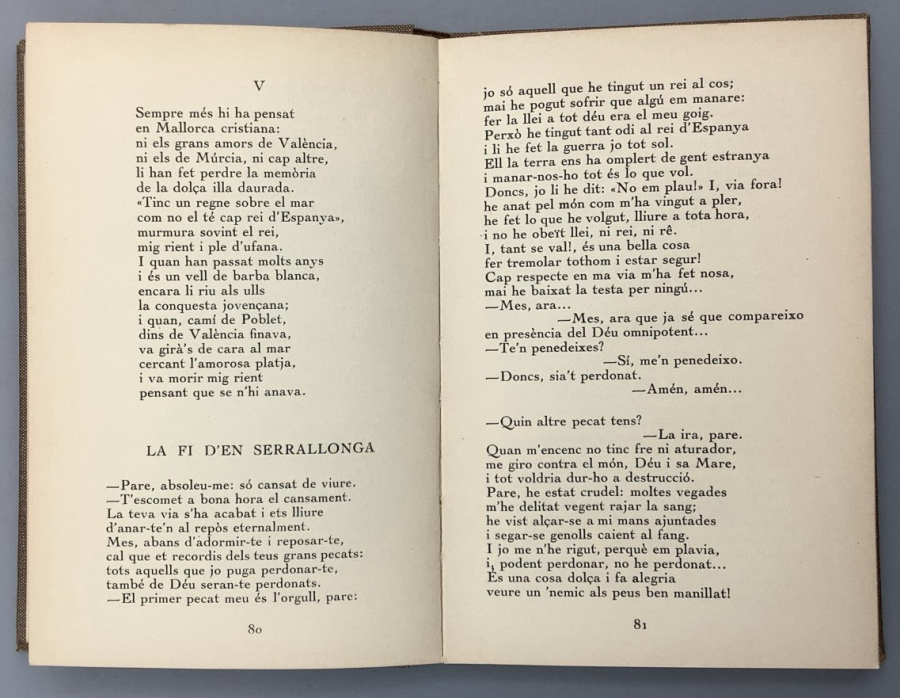 V
Sempre més hi ha pensat
en Mallorca cristiana:
ni els grans amors de València,
ni els de Múrcia, ni cap altre,
li han fet perdre la memòria
de la dolça illa daurada.
«Tinc un regne sobre el mar
com no el té cap rei d'Espanya»,
murmura sovint el rei,
mig rient i ple d'ufana.
I quan han passat molts anys
i és un vell de barba blanca,
encara li riu als ulls
la conquesta jovençana;
i quan, camí de Poblet,
dins de València finava,
va girà's de cara al mar
cercant l'amorosa platja,
i va morir mig rient
pensant que se n'hi anava.
LA FI D'EN SERRALLONGA
—Pare, absoleu-me: só cansat de viure.
—T'escomet a bona hora el cansament.
La teva via s'ha acabat i ets lliure
d'anar-te'n al repòs eternalment.
Mes, abans d'adormir-te i reposar-te,
cal que et recordis dels teus grans pecats:
tots aquells que jo puga perdonar-te,
també de Déu seran-te perdonats.
—El primer pecat meu és l'orgull, pare:
80
jo só aquell que he tingut un rei al cos;
mai he pogut sofrir que algú em manare:
fer la llei a tot déu era el meu goig.
Perxò he tingut tant odi al rei d'Espanya
i li he fet la guerra jo tot sol.
Ell la terra ens ha omplert de gent estranya
i manar-nos-ho tot és lo que vol.
Doncs, jo li he dit: «No em plau!» I, via fora!
he anat pel món com m'ha vingut a pler,
he fet lo que he volgut, lliure a tota hora,
i no he obeït llei, ni rei, ni rê.
I, tant se val!, és una bella cosa
fer tremolar tothom i estar segur!
Cap respecte en ma via m'ha fet nosa,
mai he baixat la testa per ningú...
—Mes, ara...
—Mes, ara que ja sé que compareixo
en presència del Déu omnipotent...
—Te'n penedeixes?
—Sí, me'n penedeixo.
—Doncs, sia't perdonat.
—Amén, amén...
—Quin altre pecat tens?
—La ira, pare.
Quan m'encenc no tinc fre ni aturador,
me giro contra el món, Déu i sa Mare,
i tot voldria dur-ho a destrucció.
Pare, he estat crudel: moltes vegades
m'he delitat vegent rajar la sang;
he vist alçar-se a mi mans ajuntades
i segar-se genolls caient al fang.
I jo me n'he rigut, perquè em plavia,
i, podent perdonar, no he perdonat...
És una cosa dolça i fa alegria
veure un 'nemic als peus ben manillat!
81